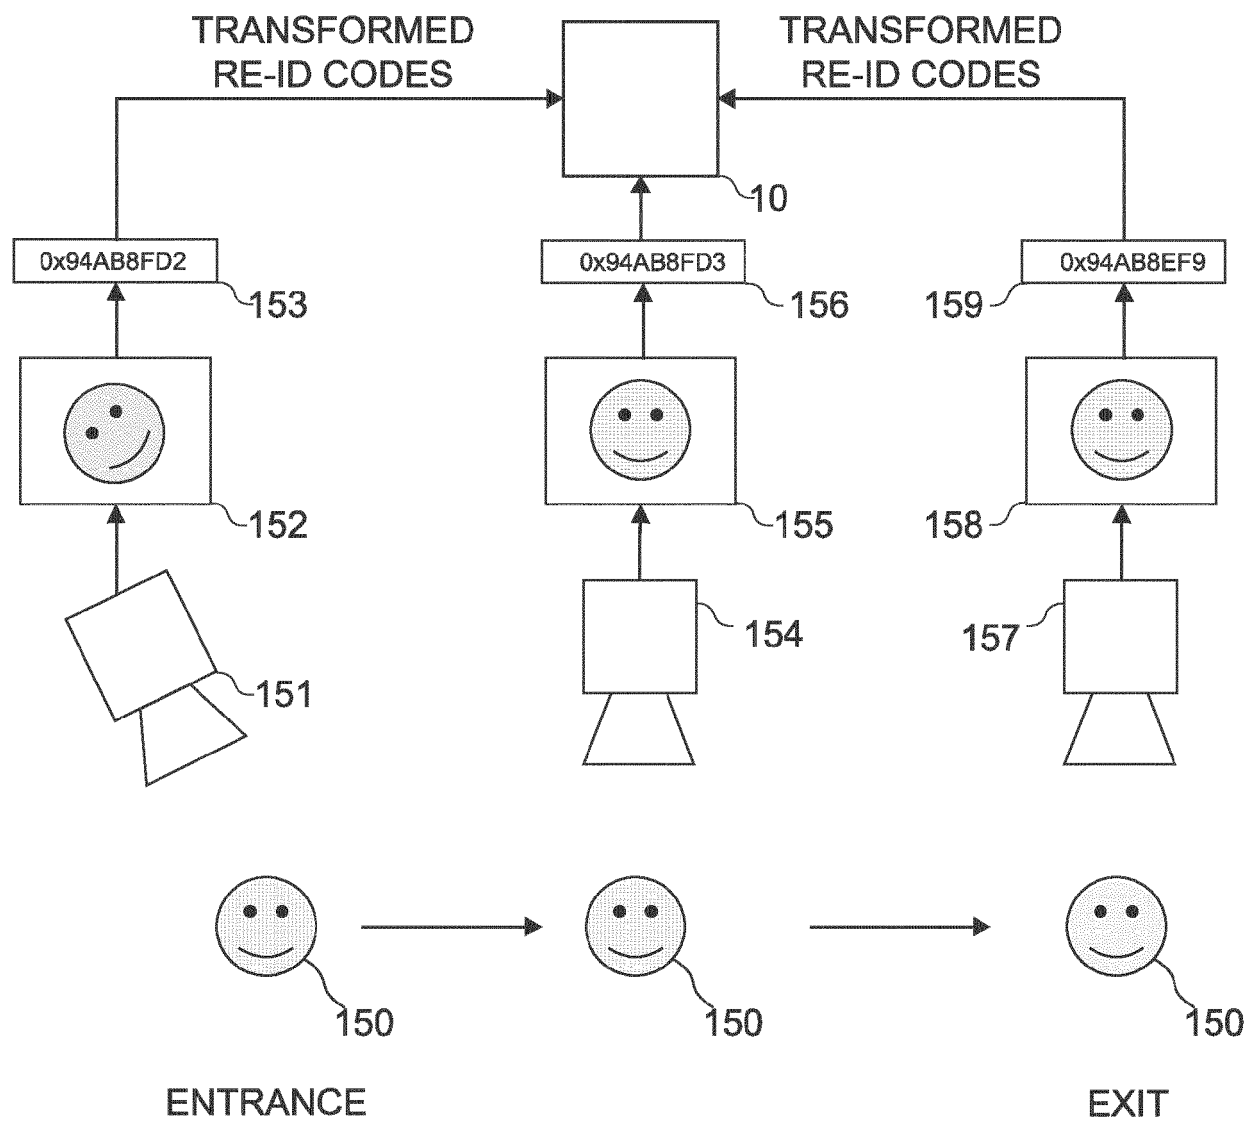 TRANSFORMED
RE-ID CODES
TRANSFORMED
RE-ID CODES
10
0x94AB8FD2
0x94AB8FD3
0x94AB8EF9
153
156
159
152
155
158
151
154
157
150
150
150
ENTRANCE
EXIT